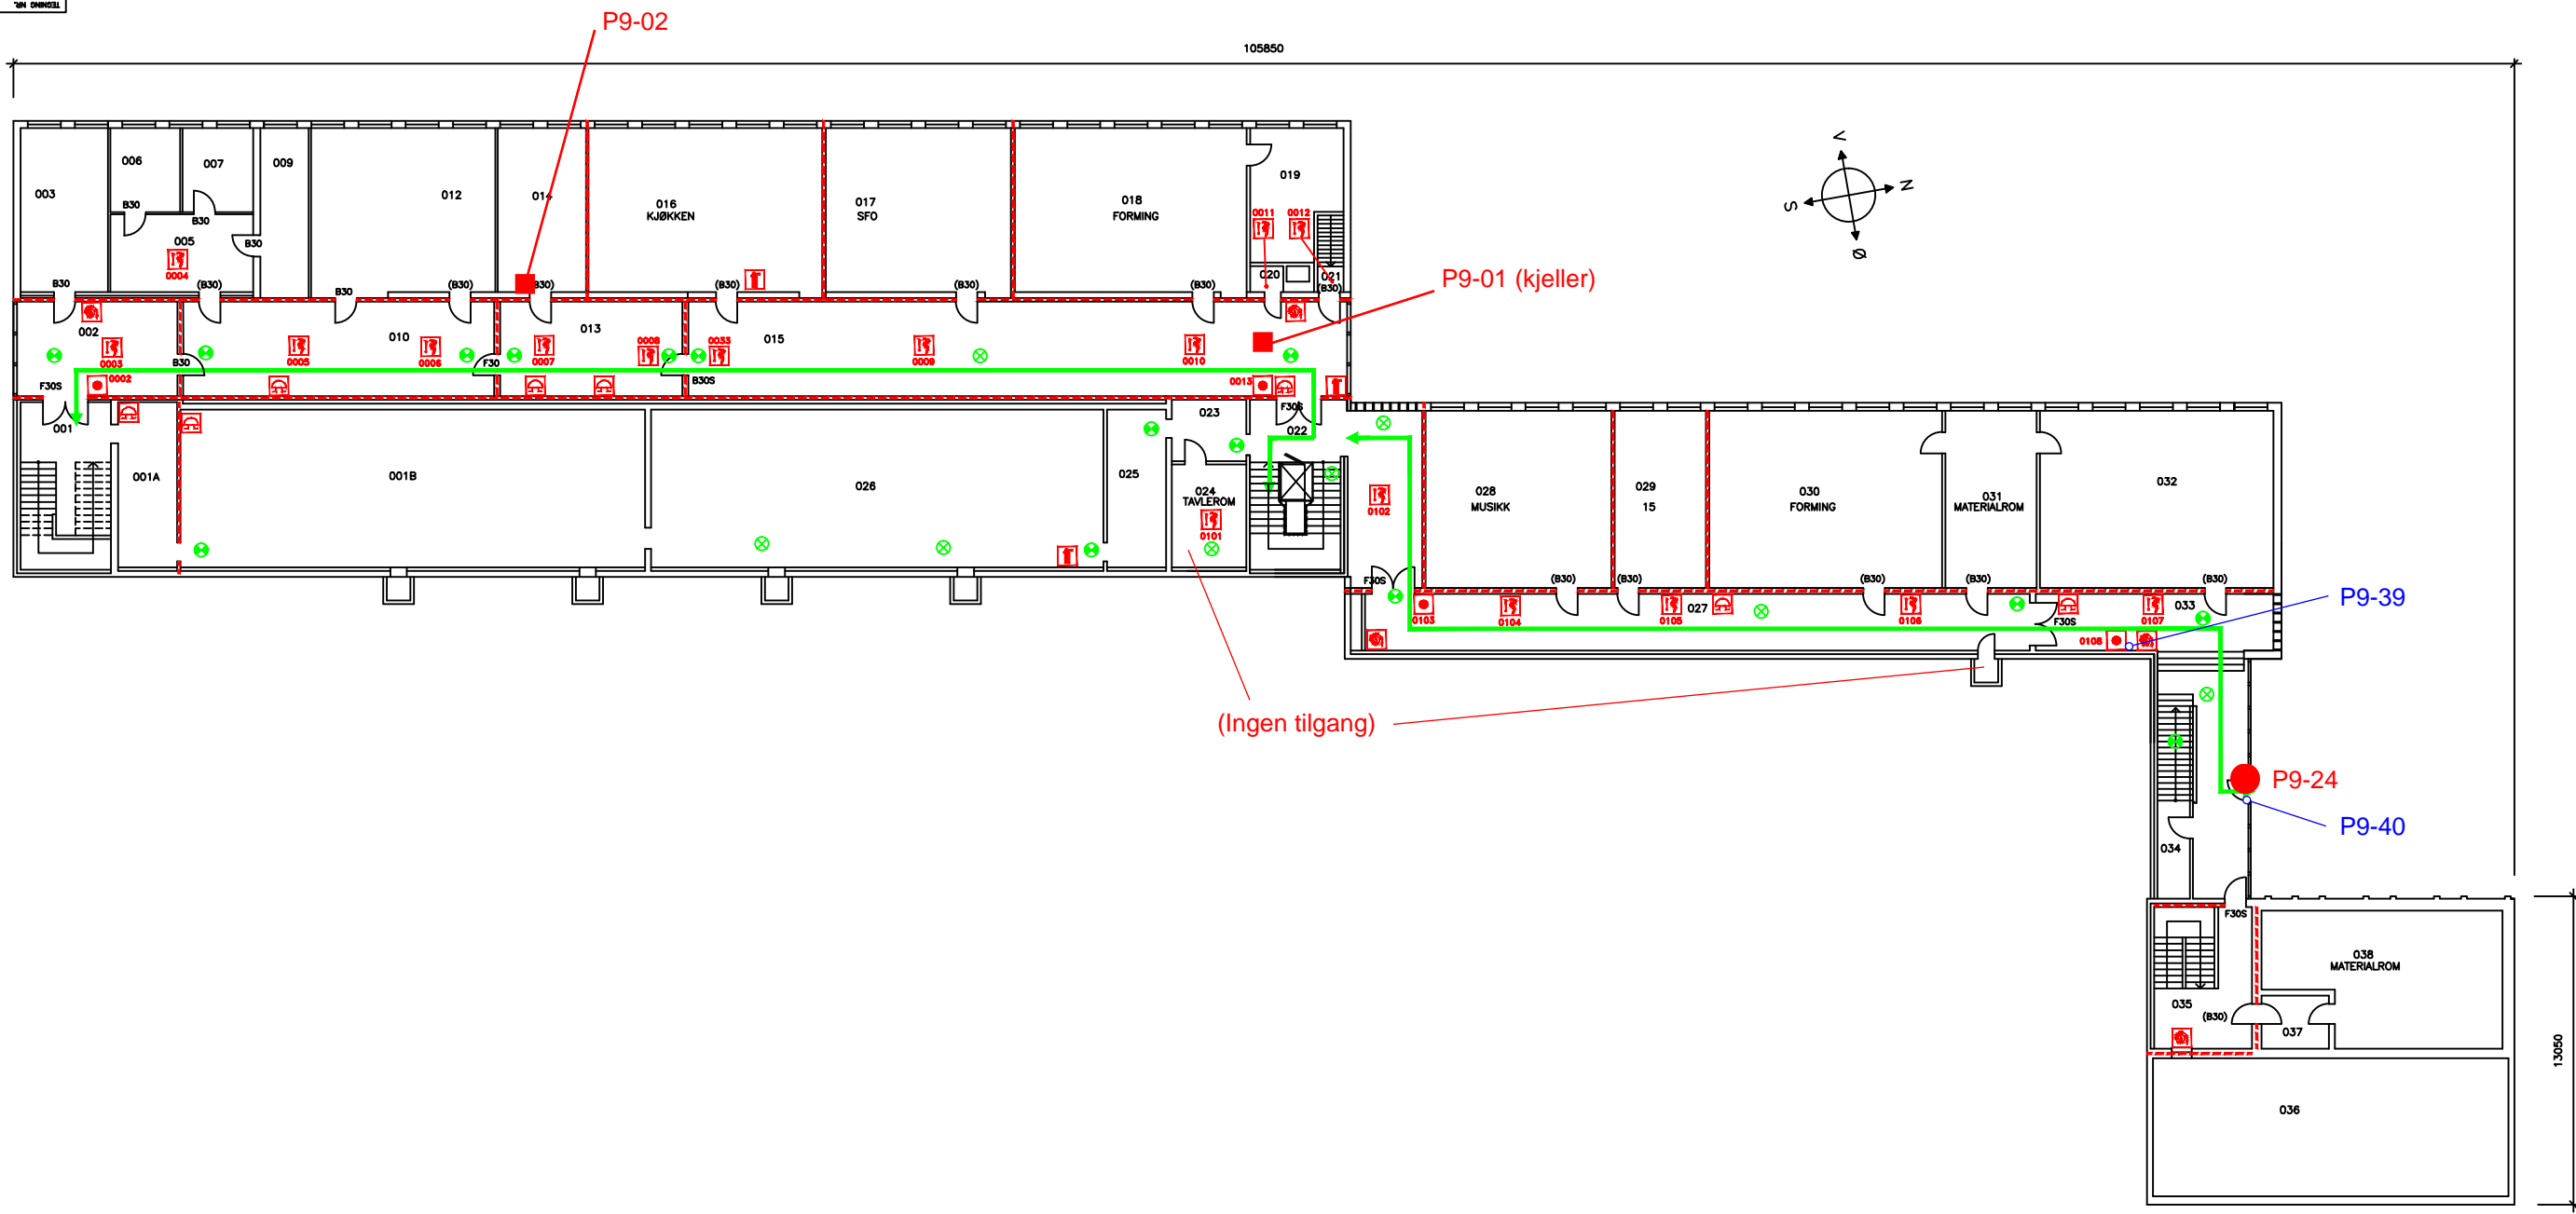 TEGNING NR.
P9-02
105850
V
N
S
Ø
003
006
007
009
012
014
016
KJØKKEN
017
SFO
018
FORMING
019
0011
0012
B30
B30
005
B30
0004
020
021
P9-01 (kjeller)
B30
(B30)
B30
(B30)
(B30)
(B30)
(B30)
(B30)
(B30)
002
010
013
015
0003
0005
0006
0007
0008
0033
0009
0010
B30
F30
B30S
F30S
0002
0013
001
023
F30S
022
001A
001B
026
025
024
TAVLEROM
0101
0102
028
MUSIKK
029
15
030
FORMING
031
MATERIALROM
032
F30S
(B30)
(B30)
(B30)
(B30)
(B30)
P9-39
0103
0104
0105
027
0106
0107
033
F30S
0108
(Ingen tilgang)
P9-24
P9-40
034
F30S
038
MATERIALROM
035
(B30)
037
13050
036